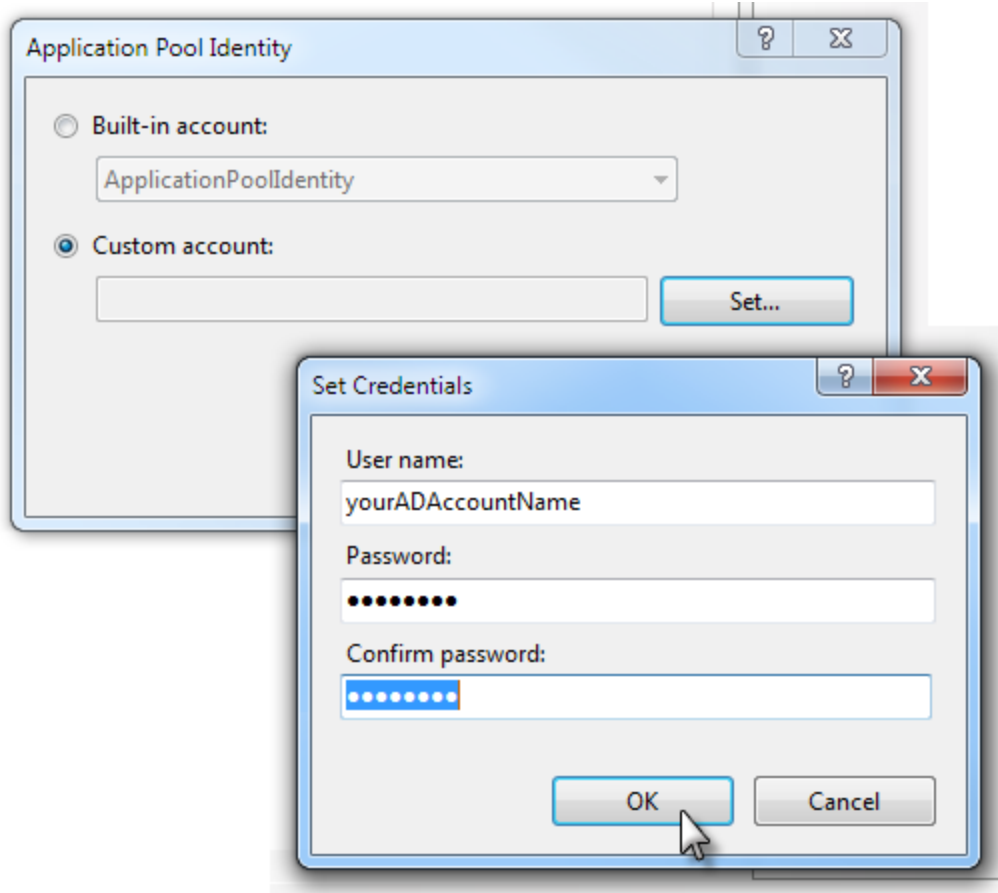 Application Pool Identity
Built-in account:
ApplicationPoolIdentity
Custom account:
Set...
Set Credentials
User name:
yourADAccountName
Password:
●●●●●●●●
Confirm password:
●●●●●●●●
OK
Cancel